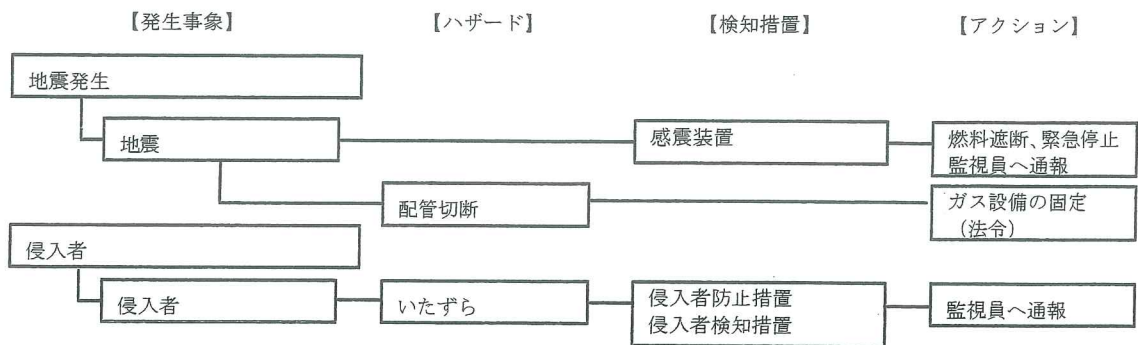 【発生事象】 【ハザード】 【検知措置】 【アクション】
地震発生
地震 感震装置 燃料遮断、緊急停止
監視員へ通報
配管切断 ガス設備の固定
(法令)
侵入者
侵入者 いたずら 侵入者防止措置 監視員へ通報
侵入者検知措置